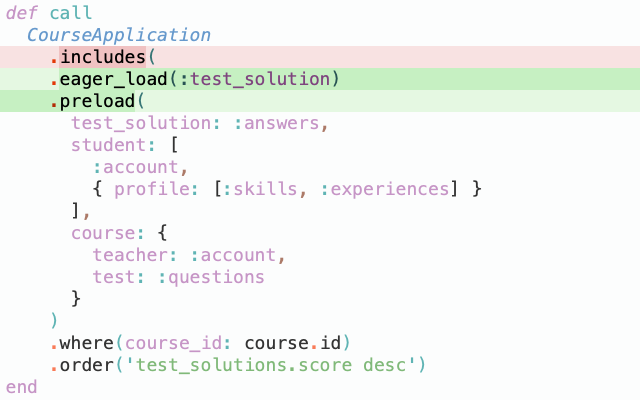 def call
  CourseApplication
    .includes(
    .eager_load(:test_solution)
    .preload(
      test_solution: :answers,
      student: [
        :account,
        { profile: [:skills, :experiences] }
      ],
      course: {
        teacher: :account,
        test: :questions
      }
    )
    .where(course_id: course.id)
    .order('test_solutions.score desc')
end